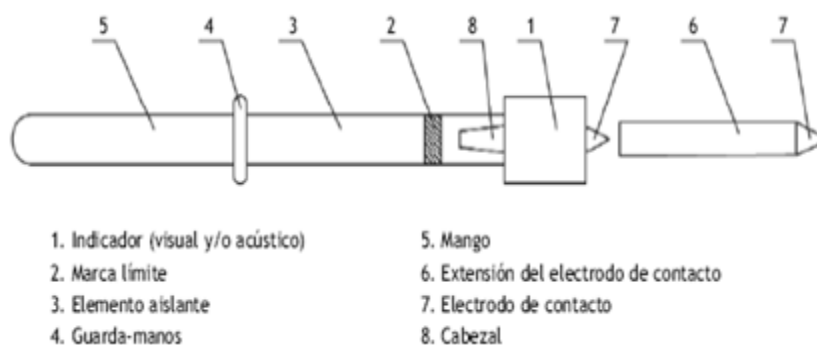 5 4 3 2 8 1 7 6 7
1. Indicador (visual y/o acústico)
2. Marca límite
3. Elemento aislante
4. Guarda-manos
5. Mango
6. Extensión del electrodo de contacto
7. Electrodo de contacto
8. Cabezal